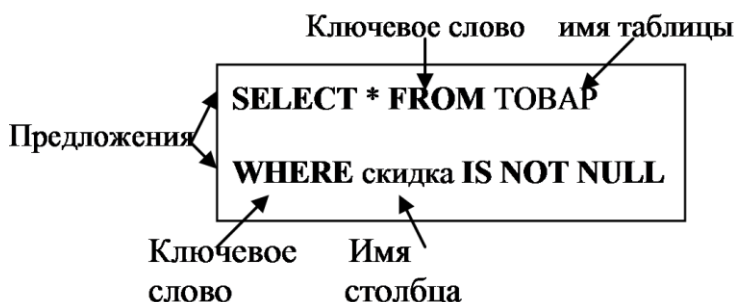 Ключевое слово имя таблицы
SELECT * FROM ТОВАР
Предложения
WHERE скидка IS NOT NULL
Ключевое слово
Имя столбца